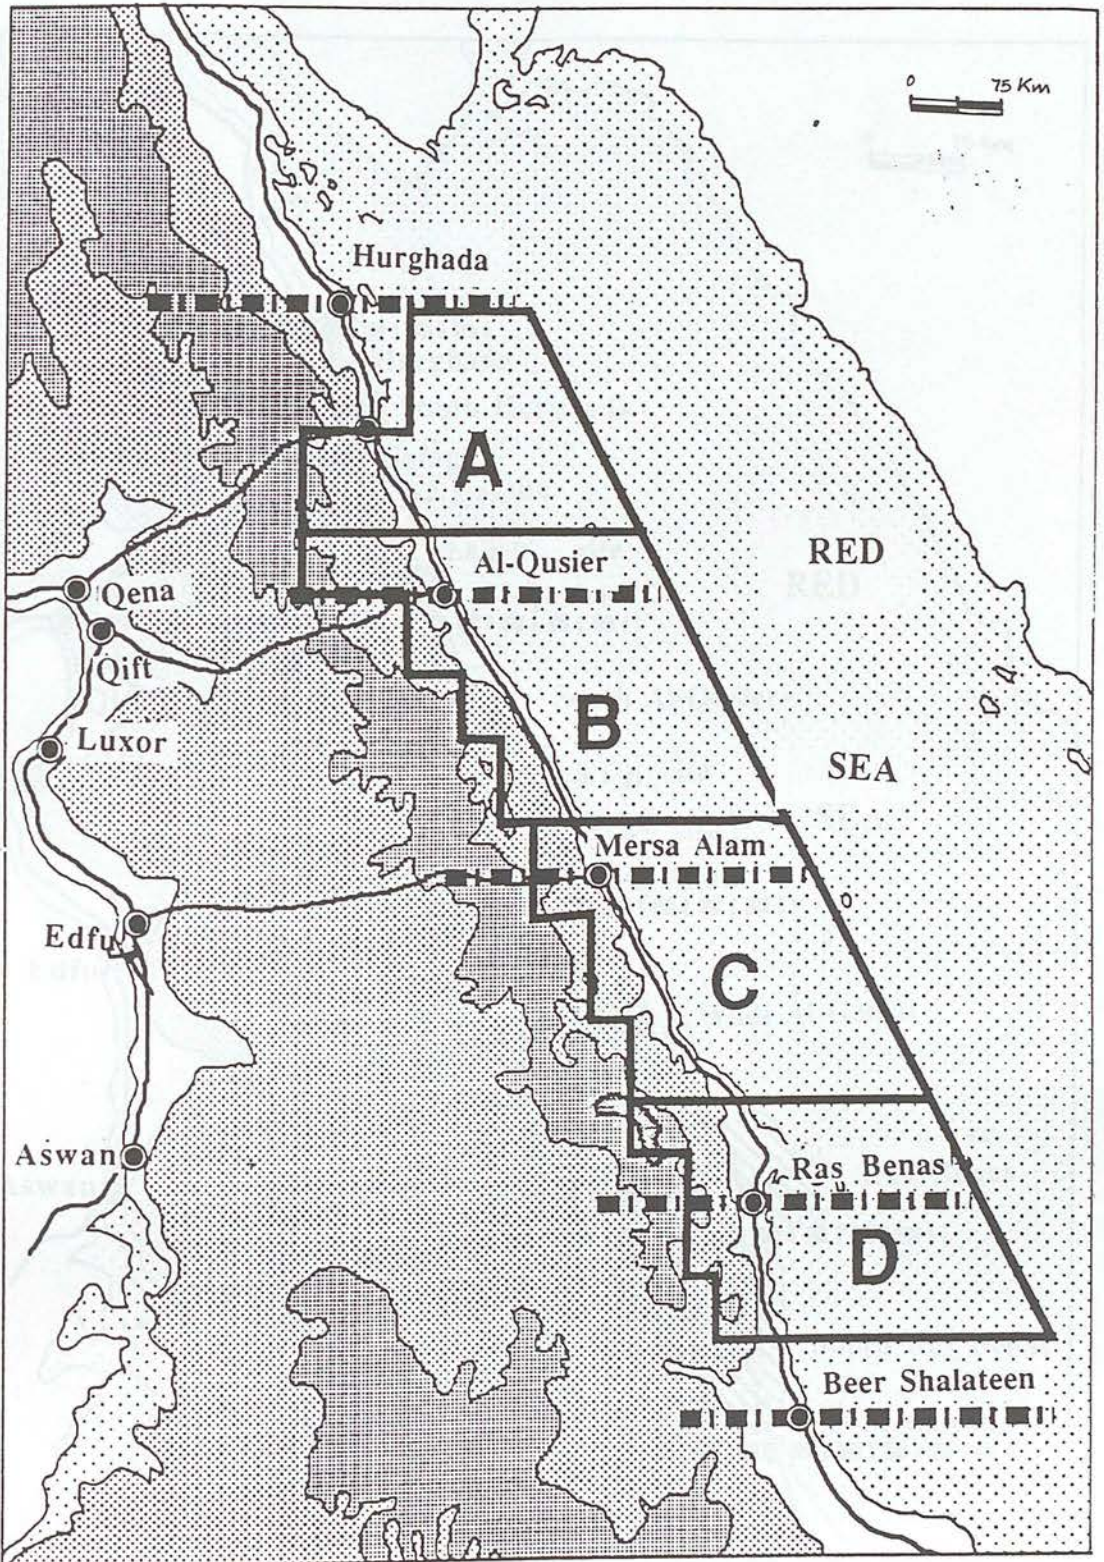 0 75 Km
Hurghada
A
RED
Al-Qusier
Qena
Qift
B
Luxor
SEA
Mersa Alam
Edfu
C
Aswan
Ras Benas
D
Beer Shalateen